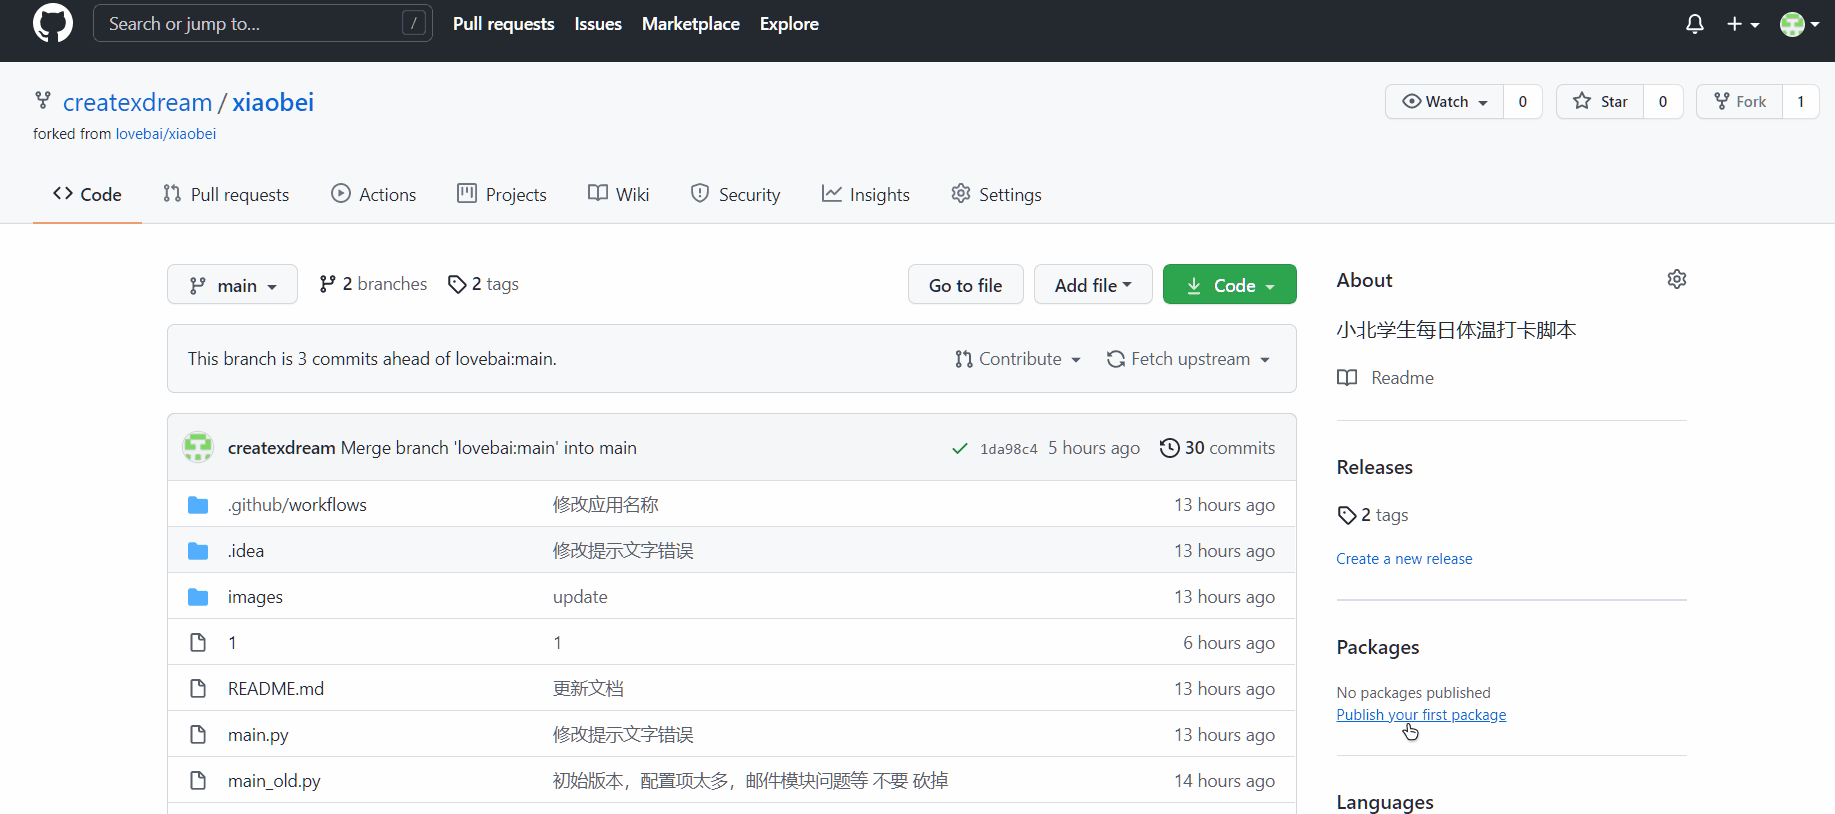 Search or jump to... / Pull requests Issues Marketplace Explore
createxdream / xiaobei Watch 0 Star 0 Fork 1
forked from lovebai/xiaobei
Code Pull requests Actions Projects Wiki Security Insights Settings
main 2 branches 2 tags Go to file Add file Code
This branch is 3 commits ahead of lovebai:main. Contribute Fetch upstream
createxdream Merge branch 'lovebai:main' into main 1da98c4 5 hours ago 30 commits
.github/workflows 修改应用名称 13 hours ago
.idea 修改提示文字错误 13 hours ago
images update 13 hours ago
1 1 6 hours ago
README.md 更新文档 13 hours ago
main.py 修改提示文字错误 13 hours ago
main_old.py 初始版本，配置项太多，邮件模块问题等 不要 砍掉 14 hours ago
About
小北学生每日体温打卡脚本
Readme
Releases
2 tags
Create a new release
Packages
No packages published
Publish your first package
Languages